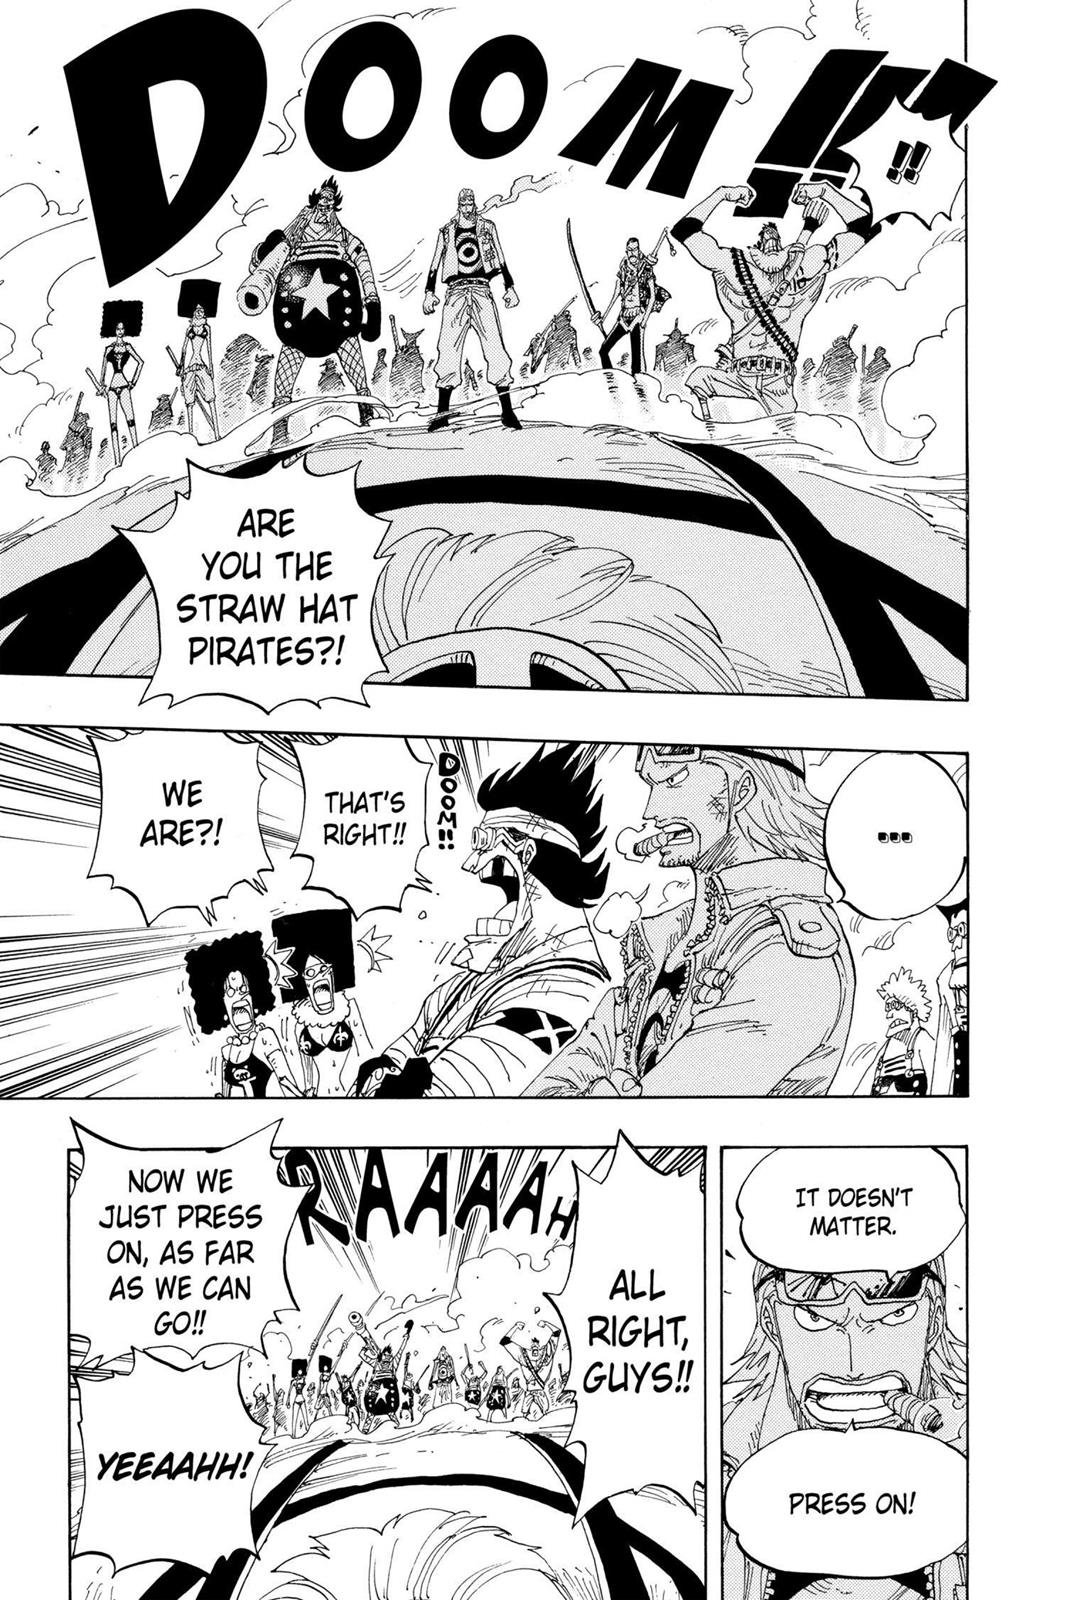 DOOM!!
!!
ARE
YOU THE
STRAW HAT
PIRATES?!
...
DOOM!!
THAT'S
RIGHT!!
WE
ARE?!
IT DOESN'T
MATTER.
PRESS ON!
ALL
RIGHT,
GUYS!!
RAAAAH
NOW WE
JUST PRESS
ON, AS FAR
AS WE CAN
GO!!
YEEAAHH!